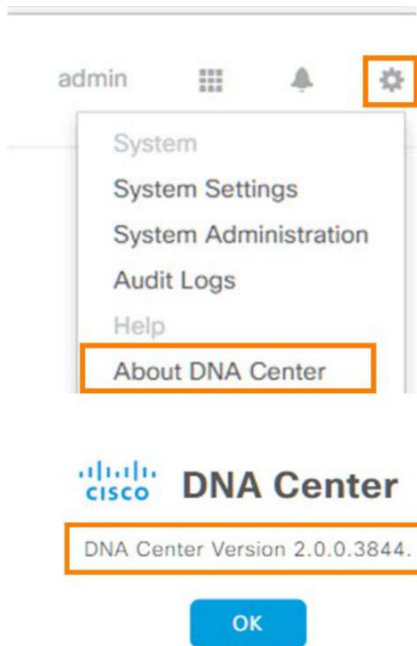 admin
System
System Settings
System Administration
Audit Logs
Help
About DNA Center
CISCO DNA Center
DNA Center Version 2.0.0.3844.
OK